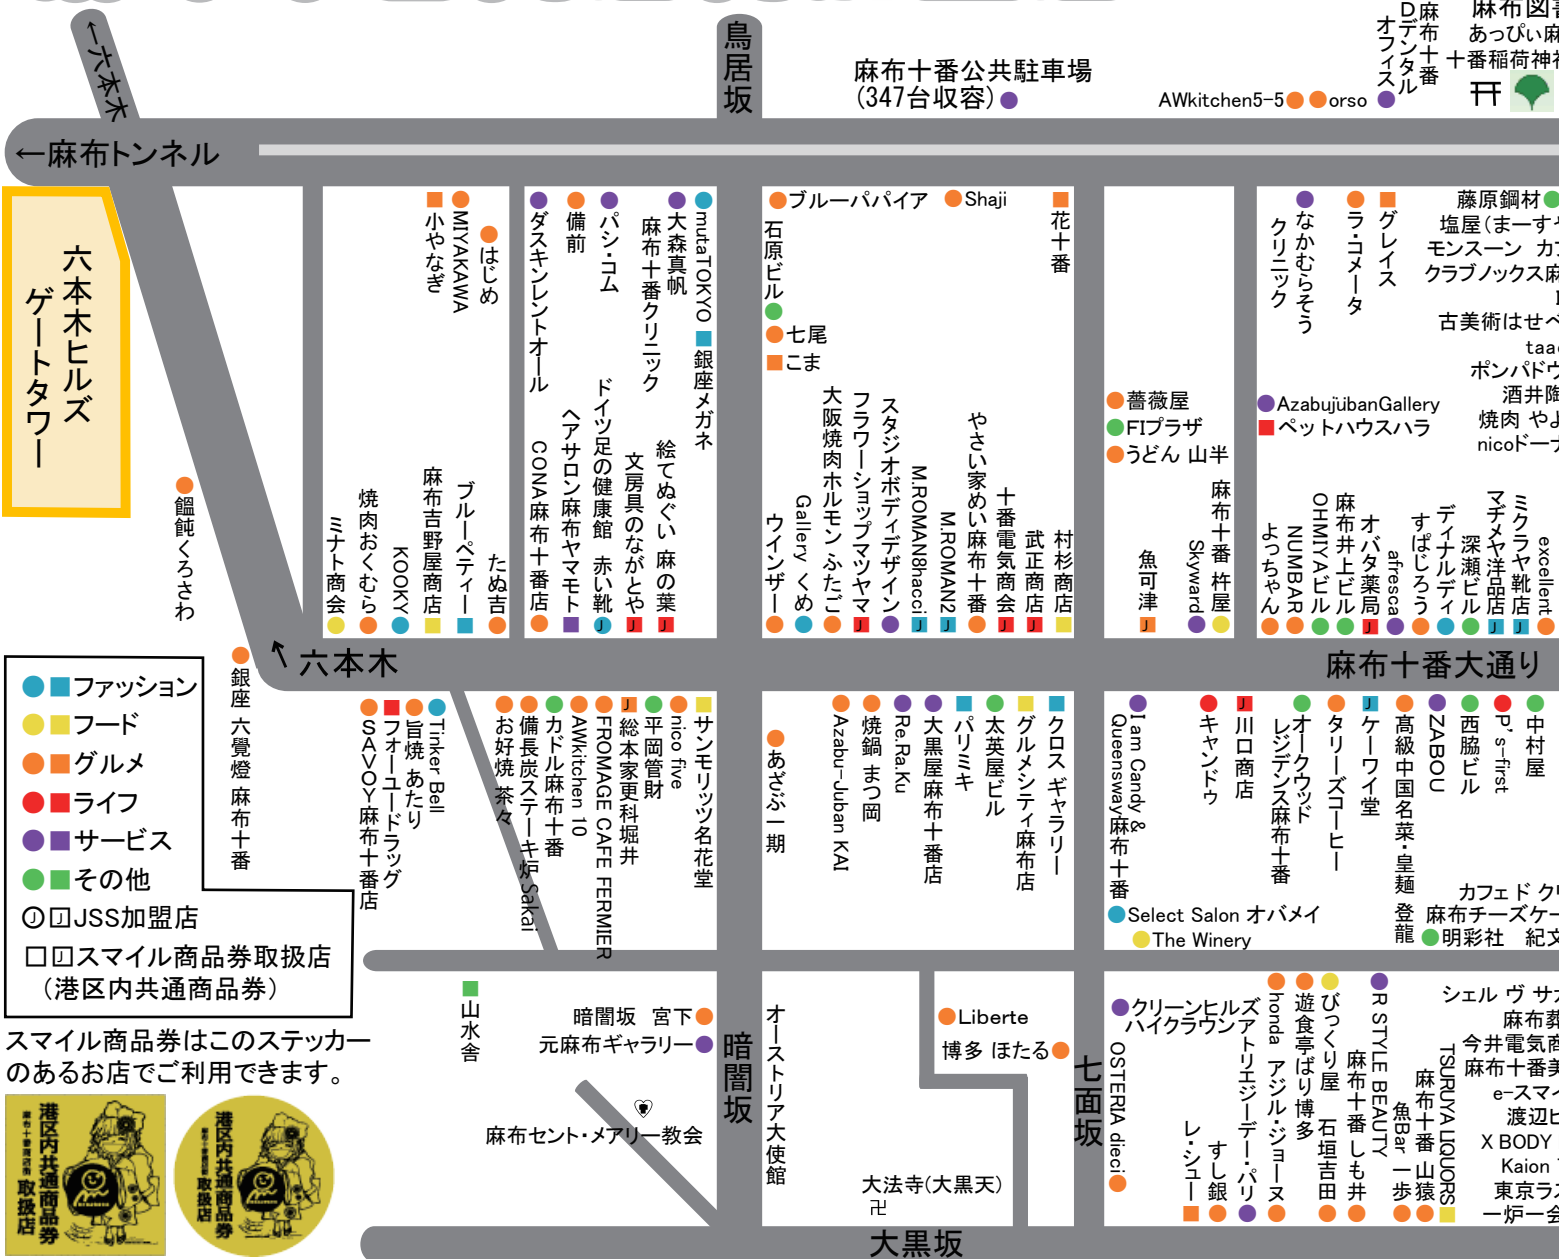 ←六本木
鳥居坂
麻布十番公共駐車場
(347台収容)
AWkitchen5-5
orso
麻布十番
Dデンタル
オフィス
麻布図
あっぴぃ麻
十番稲荷神
←麻布トンネル
六本木ヒルズ
ゲートタワー
小やなぎ
MIYAKAWA
はじめ
ダスキンレントオール
備前
パシ・コム
麻布十番クリニック
大森真帆
mutaTOKYO
銀座メガネ
ブルーパパイア
Shaji
花十番
石原ビル
七尾
こま
なかむらそう
クリニック
ラ・コメータ
グレイス
藤原鋼材
塩屋(まーす
モンスーン カフ
クラブノックス麻
古美術はせべ
taa
ポンパドウ
酒井陶
焼肉 やよ
nicoドーナ
薔薇屋
FIプラザ
うどん 山半
AzabujubanGallery
ペットハウスハラ
饂飩くろさわ
ミナト商会
焼肉おくむら
KOOKY
麻布吉野屋商店
ブルーペティー
たぬ吉
CONA麻布十番店
ヘアサロン麻布ヤマモト
ドイツ足の健康館 赤い靴
文房具のながとや
絵てぬぐい 麻の葉
ウインザー
Gallery くめ
大阪焼肉ホルモン ふたご
フラワーショップマツヤマ
スタジオボディデザイン
M.ROMAN8hacci
M.ROMAN2
やさい家めい麻布十番
十番電気商会
武正商店
村杉商店
魚可津
Skyward
麻布十番 杵屋
よっちゃん
NUMBAR
OHMIYAビル
麻布井上ビル
オバタ薬局
afresca
すぱじろう
ディナルディ
深瀬ビル
マヂメヤ洋品店
ミクラヤ靴店
excellent
↖六本木
麻布十番大通り
ファッション
フード
グルメ
ライフ
サービス
その他
JSS加盟店
スマイル商品券取扱店
(港区内共通商品券)
銀座 六覺燈 麻布十番
SAVOY麻布十番店
フォーユードラッグ
旨焼 あたり
Tinker Bell
お好焼 茶々
備長炭ステーキ炉Sakai
カドル麻布十番
AWkitchen 10
FROMAGE CAFE FERMIER
総本家更科堀井
平岡管財
nico five
サンモリッツ名花堂
あざぶ一期
Azabu-Juban KAI
焼鍋 まつ岡
Re.Ra.Ku
大黒屋麻布十番店
パリミキ
太英屋ビル
グルメシティ麻布店
クロス ギャラリー
I am Candy &
Queensway麻布十番
キャンドゥ
川口商店
オークウッド
レジデンス麻布十番
タリーズコーヒー
ケーワイ堂
高級中国名菜・皇麺 登龍
ZABOU
西脇ビル
P's-first
中村屋
Select Salon オバメイ
The Winery
カフェド ク
麻布チーズケー
明彩社
紀文
山水舎
暗闇坂 宮下
元麻布ギャラリー
麻布セント・メアリー教会
暗闇坂
オーストリア大使館
Liberte
博多 ほたる
大法寺(大黒天)
卍
七面坂
クリーンヒルズ
ハイクラウン
OSTERIA dieci
レ・シュー
すし銀
アトリエジーデー・パリ
honda
アジル・ジョーヌ
遊食亭ばり博多
びっくり屋
石垣吉田
麻布十番 しも井
R STYLE BEAUTY
魚Bar 一歩
麻布十番 山猿
TSURUYA LIQUORS
シェル ヴ サ
麻布葬
今井電気商
麻布十番美
e-スマイ
渡辺ビ
X BODY
Kaion
東京ラ
一炉一会
大黒坂
スマイル商品券はこのステッカー
のあるお店でご利用できます。
港区内共通商品券
麻布十番商店街 取扱店
港区内共通商品券
麻布十番商店街 取扱店